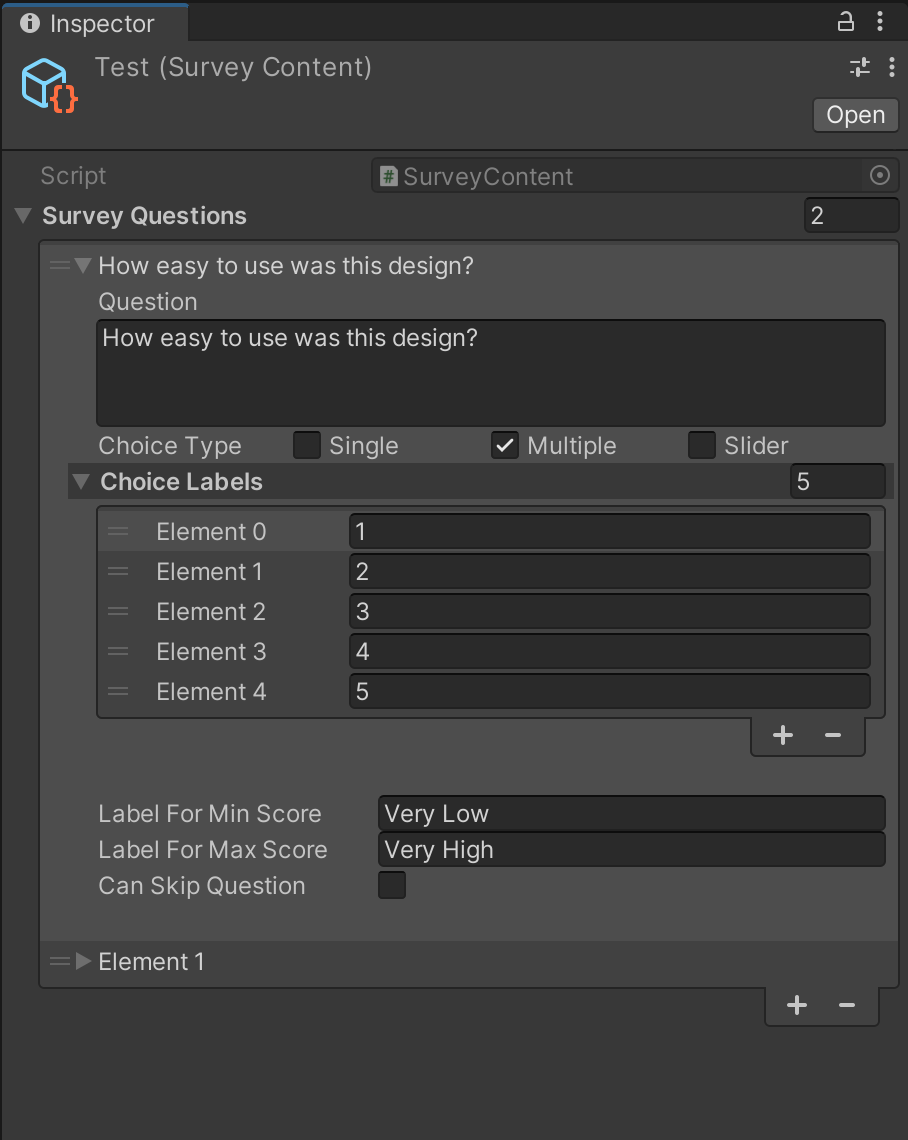 Inspector
Test (Survey Content)
Open
Script # SurveyContent
Survey Questions 2
How easy to use was this design?
Question
How easy to use was this design?
Choice Type Single Multiple Slider
Choice Labels 5
Element 0 1
Element 1 2
Element 2 3
Element 3 4
Element 4 5
+ −
Label For Min Score Very Low
Label For Max Score Very High
Can Skip Question
Element 1
+ −